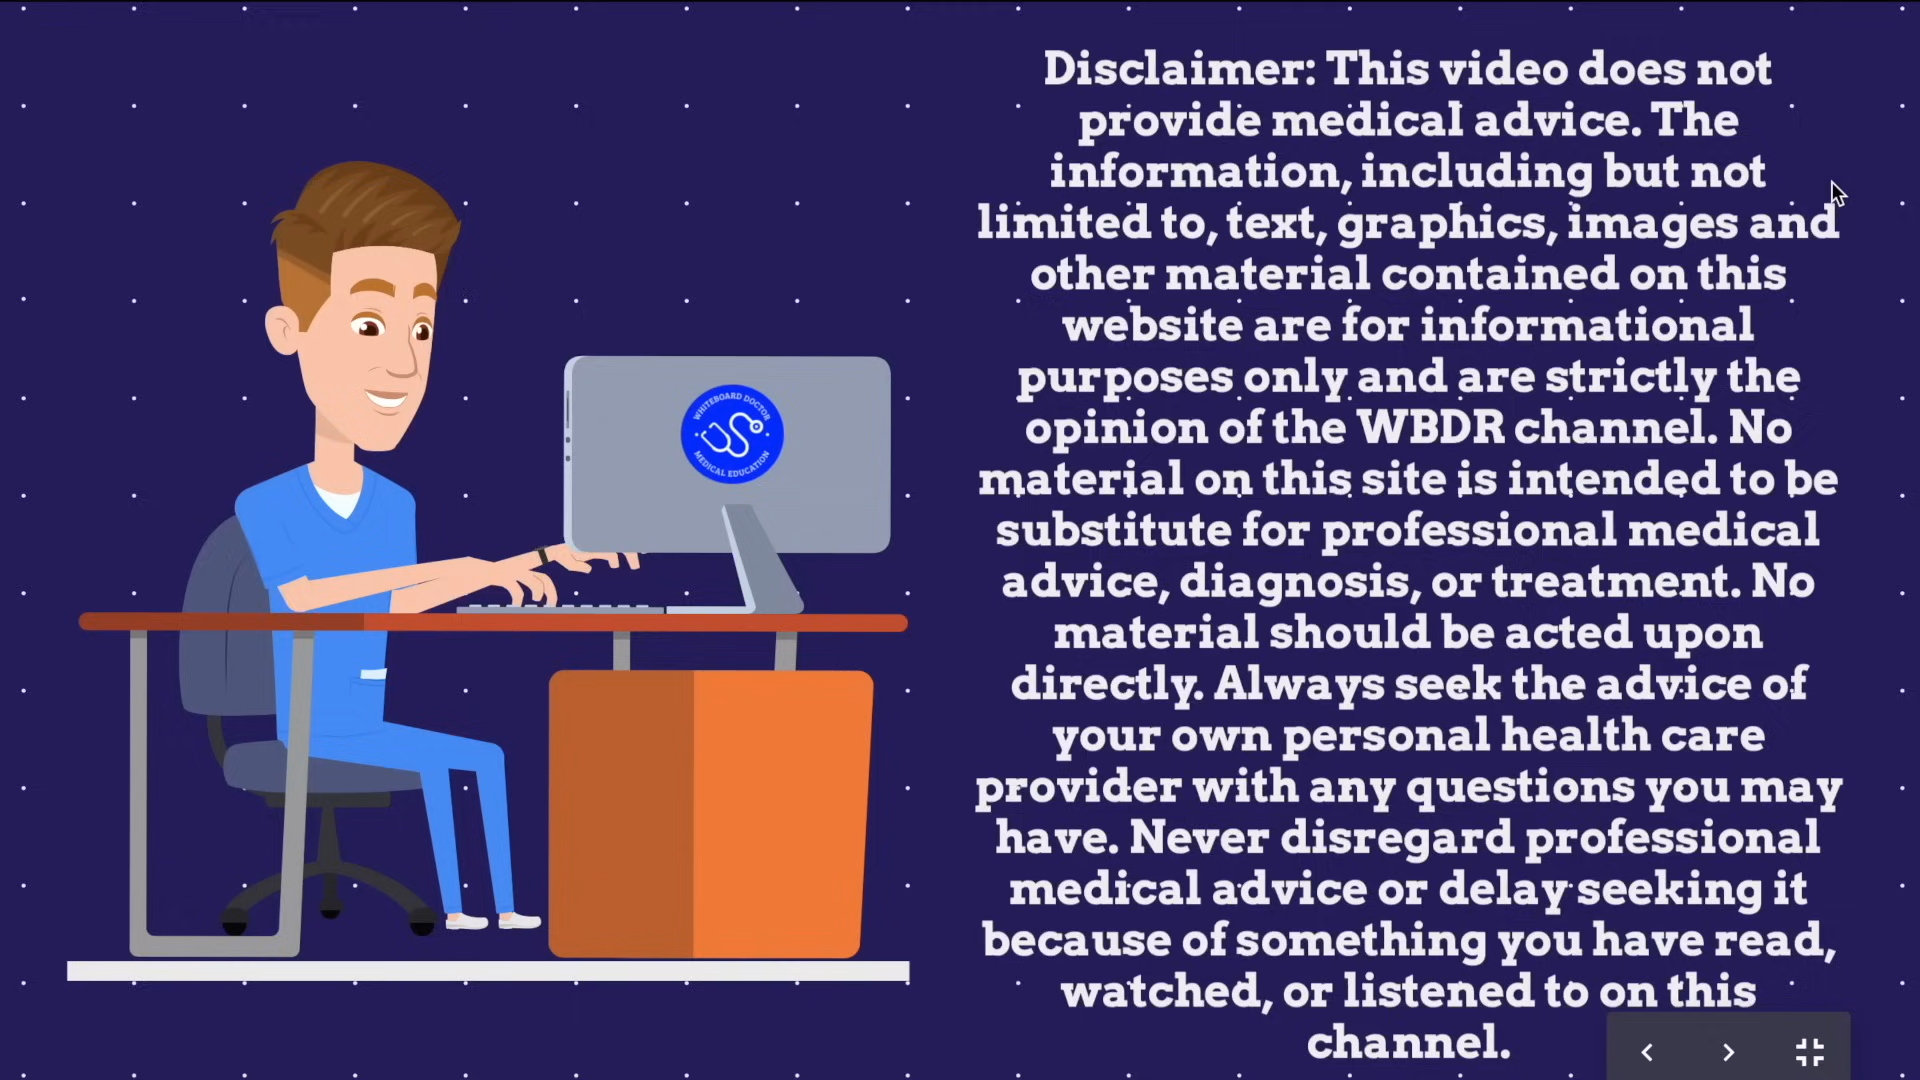 Disclaimer: This video does not
provide medical advice. The
information, including but not
limited to, text, graphics, images and
other material contained on this
website are for informational
purposes only and are strictly the
opinion of the WBDR channel. No
material on this site is intended to be
substitute for professional medical
advice, diagnosis, or treatment. No
material should be acted upon
directly. Always seek the advice of
your own personal health care
provider with any questions you may
have. Never disregard professional
medical advice or delay seeking it
because of something you have read,
watched, or listened to on this
channel.
WHITEBOARD DOCTOR
MEDICAL EDUCATION